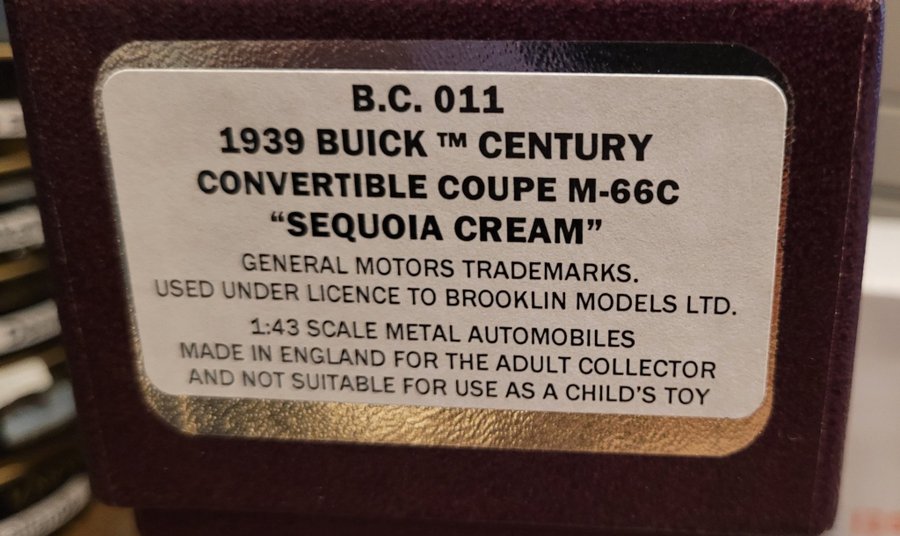 B.C. 011
1939 BUICK ™ CENTURY
CONVERTIBLE COUPE M-66C
“SEQUOIA CREAM”
GENERAL MOTORS TRADEMARKS.
USED UNDER LICENCE TO BROOKLIN MODELS LTD.
1:43 SCALE METAL AUTOMOBILES
MADE IN ENGLAND FOR THE ADULT COLLECTOR
AND NOT SUITABLE FOR USE AS A CHILD'S TOY